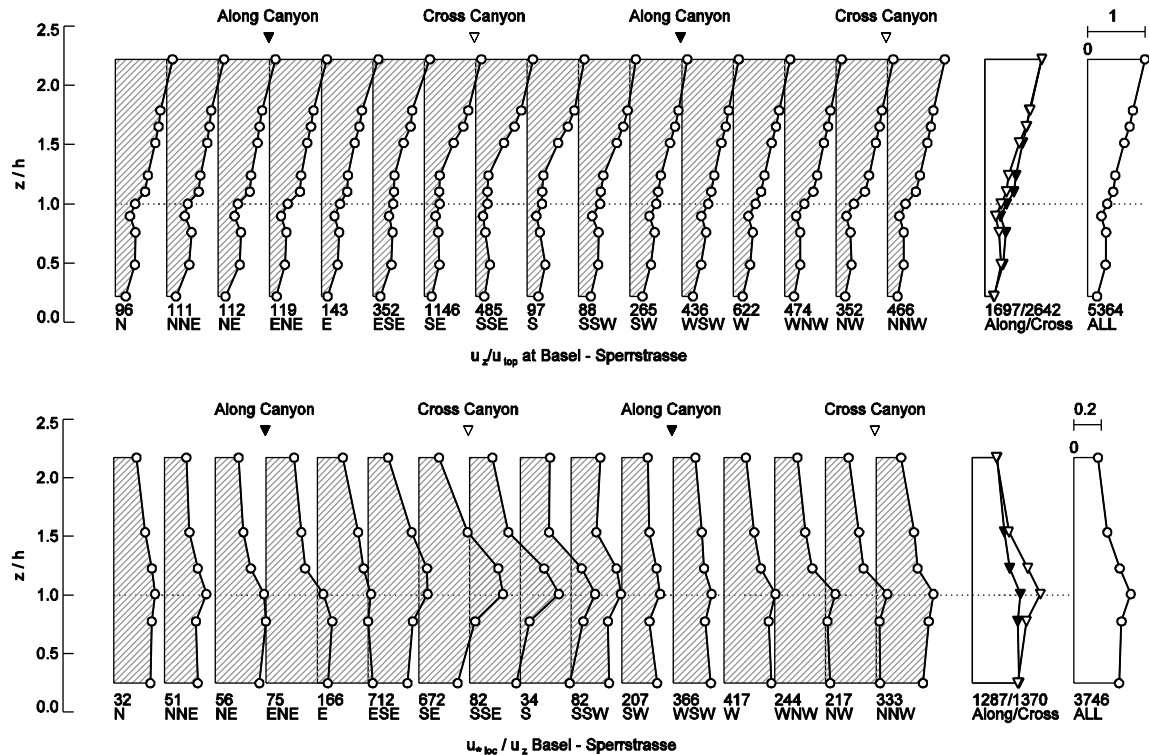 Along Canyon Cross Canyon Along Canyon Cross Canyon 1
0
2.5
2.0
1.5
1.0
0.5
0.0
z / h
96 111 112 119 143 352 1146 485 97 88 265 436 622 474 352 466 1697/2642 5364
N NNE NE ENE E ESE SE SSE S SSW SW WSW W WNW NW NNW Along/Cross ALL
u z/u top at Basel - Sperrstrasse
Along Canyon Cross Canyon Along Canyon Cross Canyon 0.2
0
2.5
2.0
1.5
1.0
0.5
0.0
z / h
32 51 56 75 166 712 672 82 34 82 207 366 417 244 217 333 1287/1370 3746
N NNE NE ENE E ESE SE SSE S SSW SW WSW W WNW NW NNW Along/Cross ALL
u * loc / u z Basel - Sperrstrasse